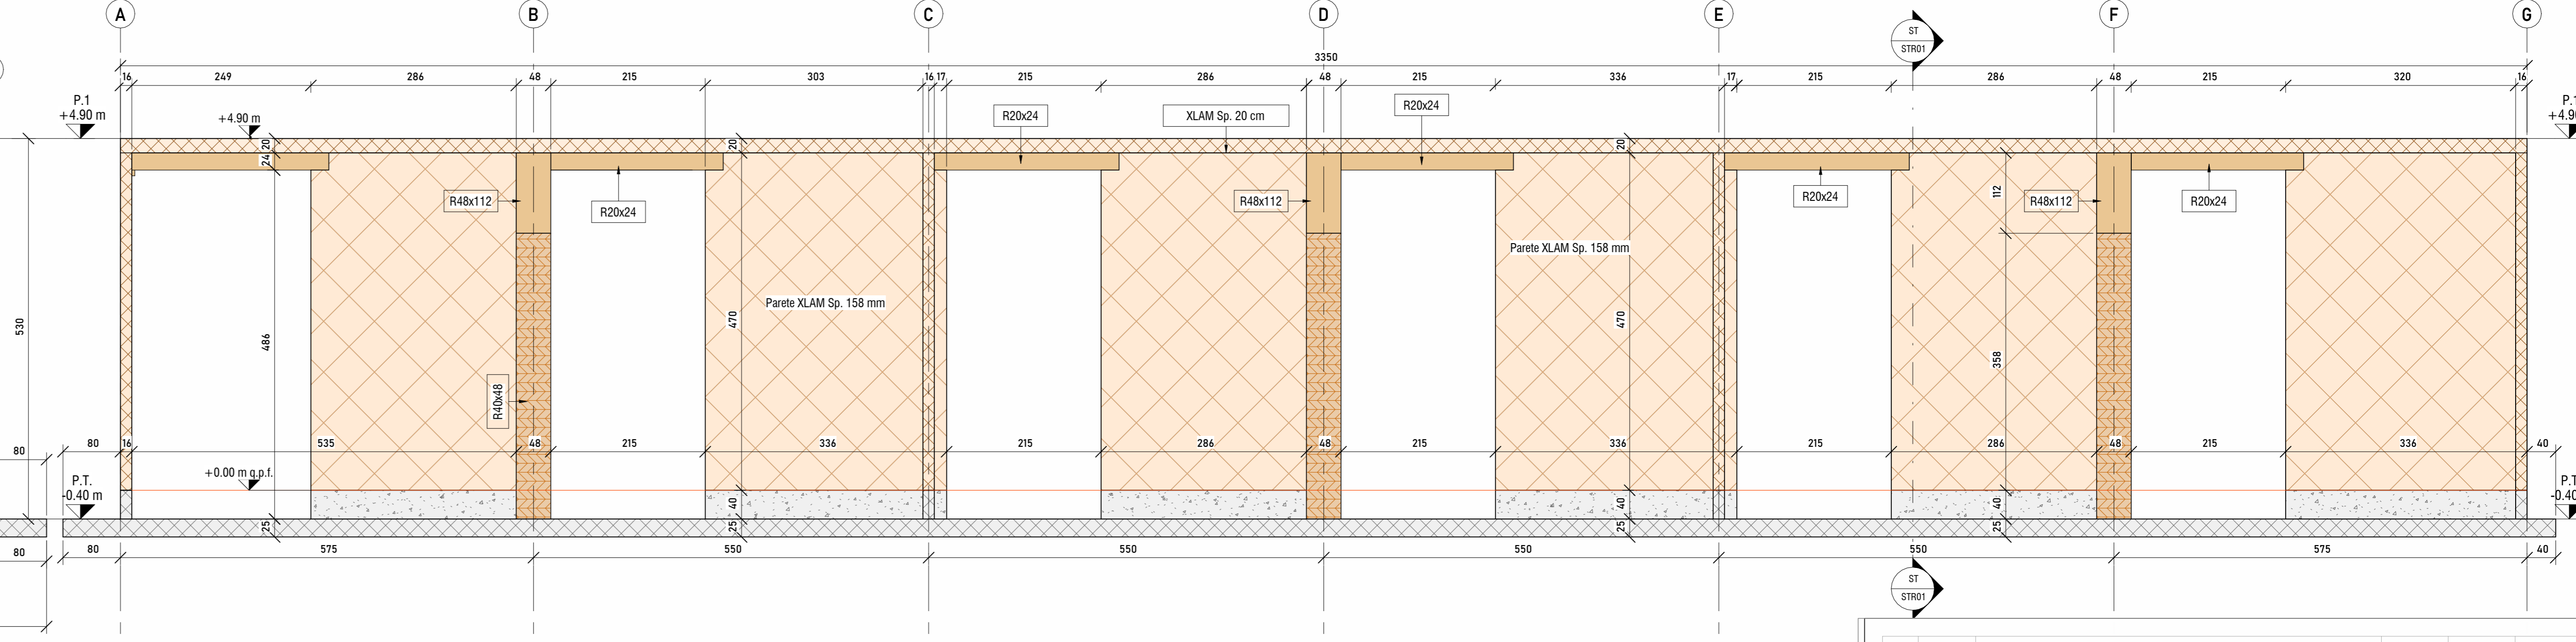 A B C D E F G
ST
STR01
3350
16 249 286 48 215 303 16 17 215 286 48 215 336 17 215 286 48 215 320 16
P.1
+4.90 m
+4.90 m
R20x24
XLAM Sp. 20 cm
R20x24
20
24
20
20
R48x112
R20x24
R48x112
R20x24
112
R48x112
R20x24
Parete XLAM Sp. 158 mm
Parete XLAM Sp. 158 mm
530
486
470
470
358
R40x48
80 80 16 535 48 215 336 215 286 48 215 336 215 286 48 215 336 40
+0.00 m q.p.f.
P.T.
-0.40 m
40
40
40
25
25
25
25
80 80 575 550 550 550 550 575 40
ST
STR01